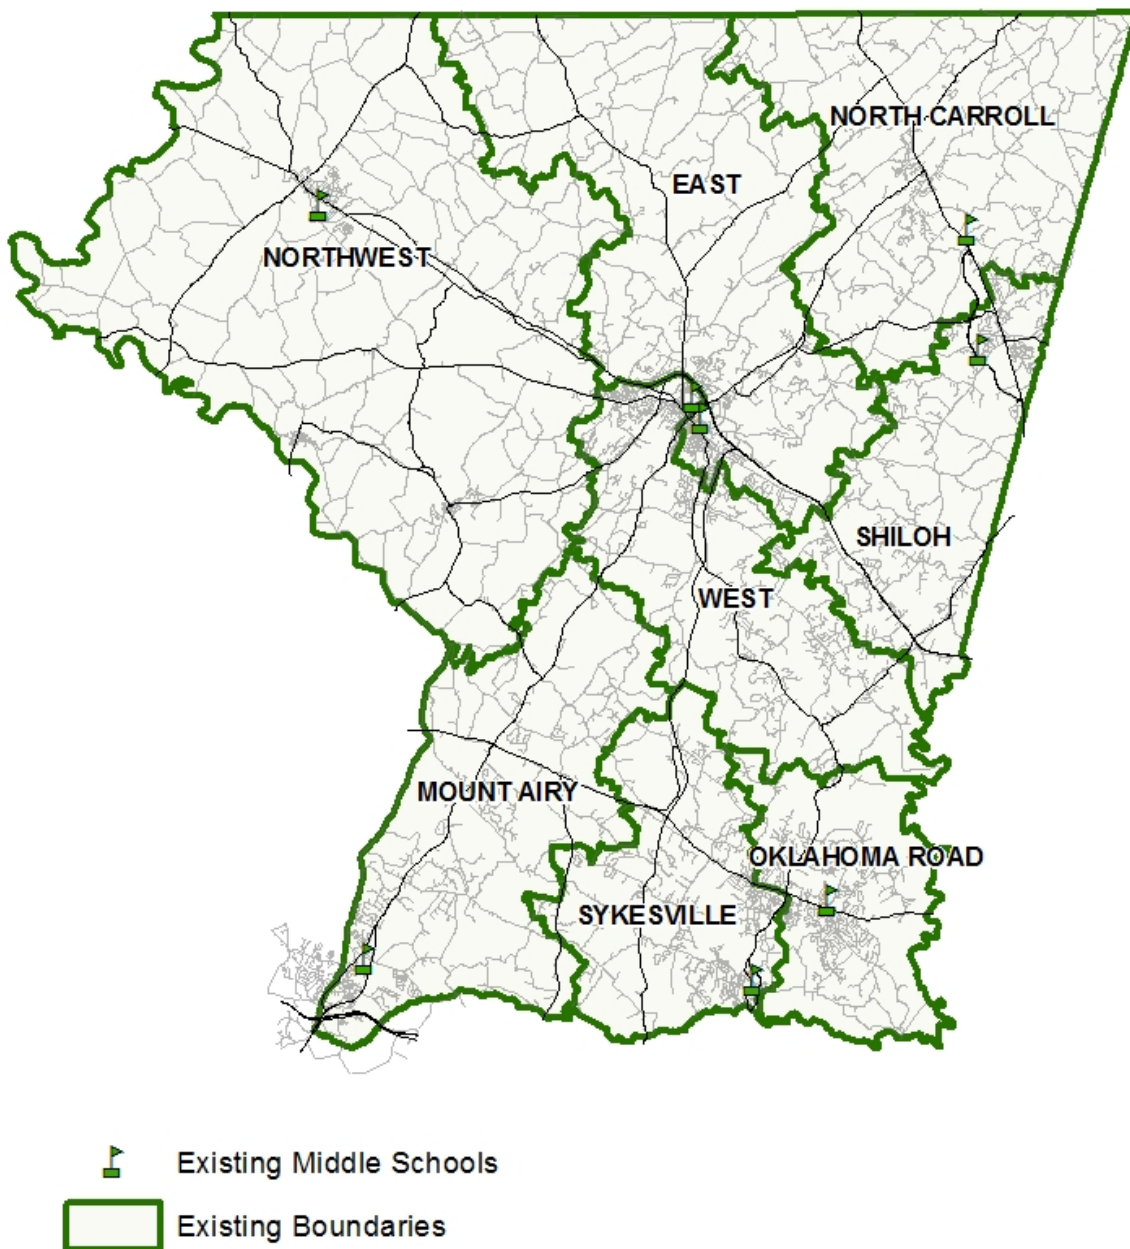 NORTH CARROLL
EAST
NORTHWEST
SHILOH
WEST
MOUNT AIRY
OKLAHOMA ROAD
SYKESVILLE
Existing Middle Schools
Existing Boundaries